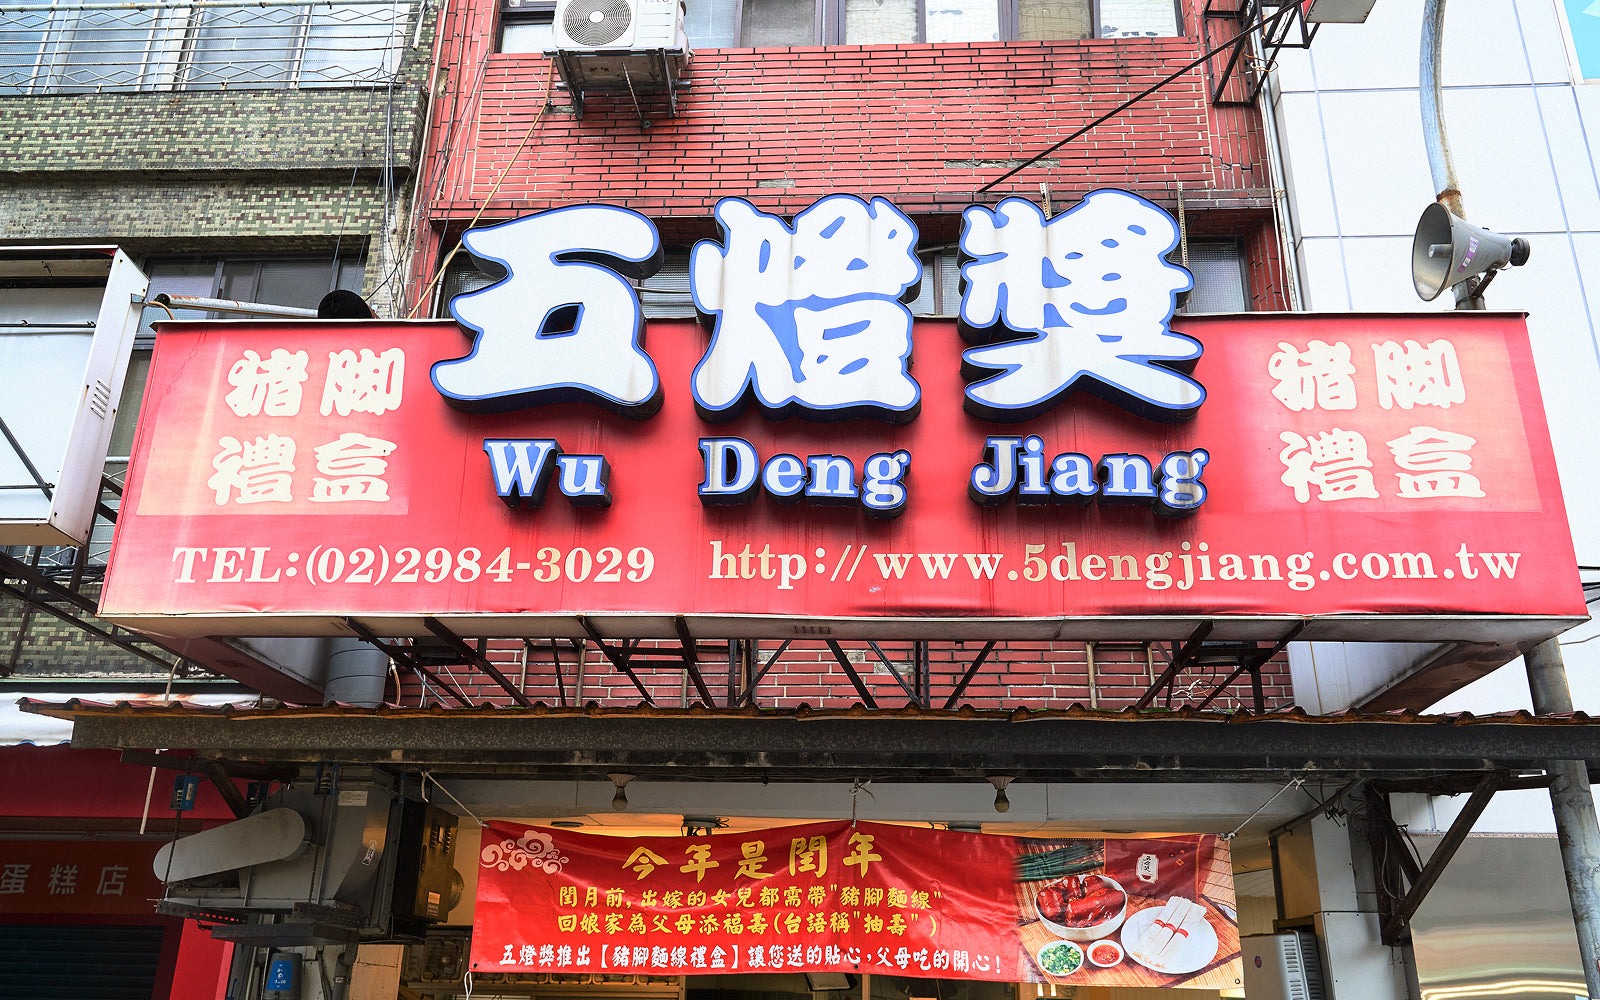 五燈獎
豬脚
禮盒
Wu Deng Jiang
豬脚
禮盒
TEL:(02)2984-3029 http://www.5dengjiang.com.tw
蛋糕店
今年是閏年
閏月前,出嫁的女兒都需帶"豬腳麵線"
回娘家為父母添福壽(台語稱"抽壽")
五燈獎推出【豬腳麵線禮盒】讓您送的貼心,父母吃的開心!